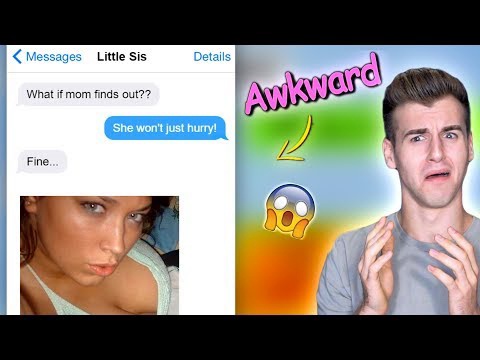 Messages Little Sis Details
Awkward
What if mom finds out??
She won't just hurry!
Fine...